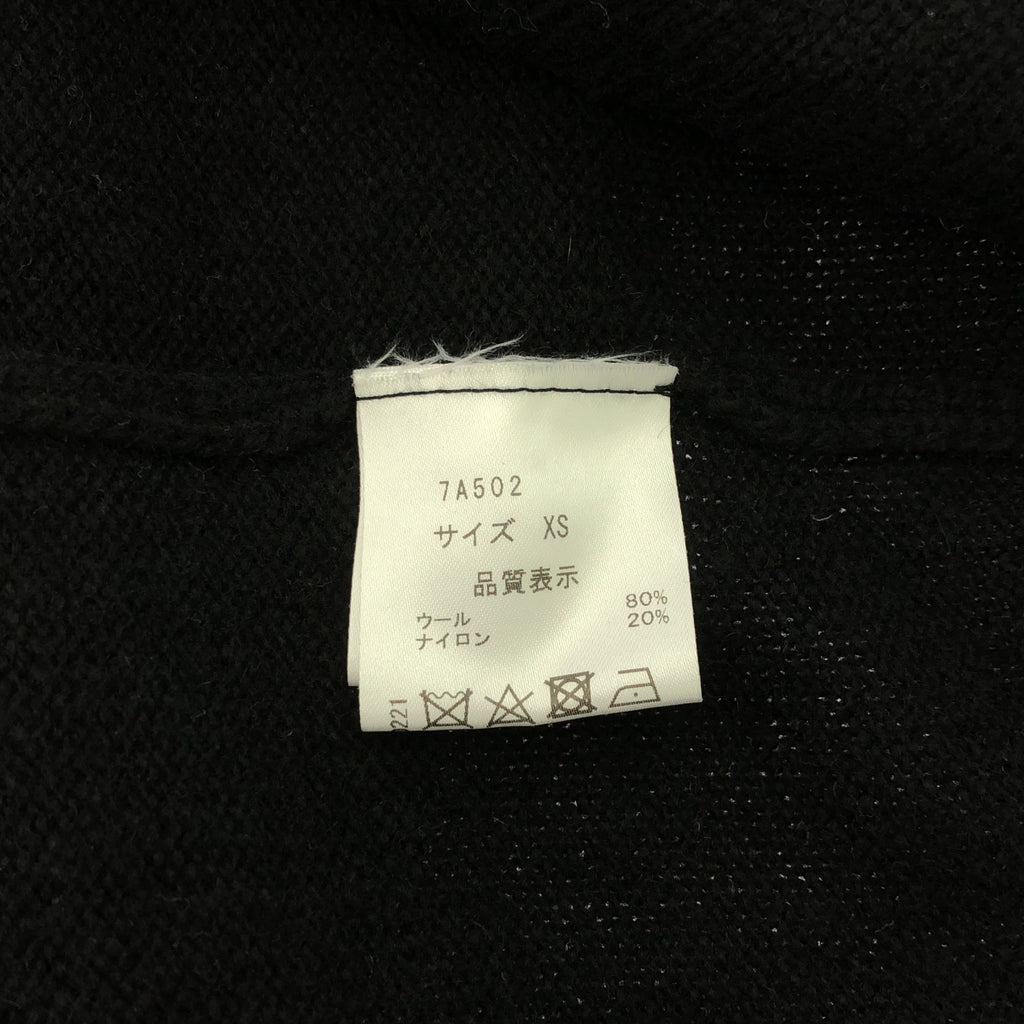 7A502
サイズ XS
品質表示
ウール 80%
ナイロン 20%